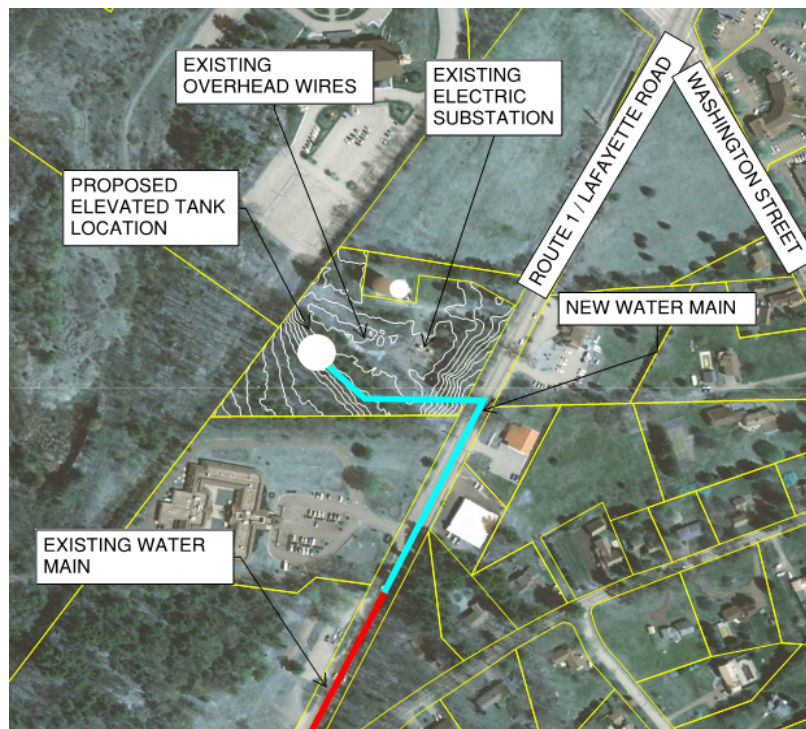 EXISTING
OVERHEAD WIRES
EXISTING
ELECTRIC
SUBSTATION
ROUTE 1 / LAFAYETTE ROAD
WASHINGTON STREET
PROPOSED
ELEVATED TANK
LOCATION
NEW WATER MAIN
EXISTING WATER
MAIN